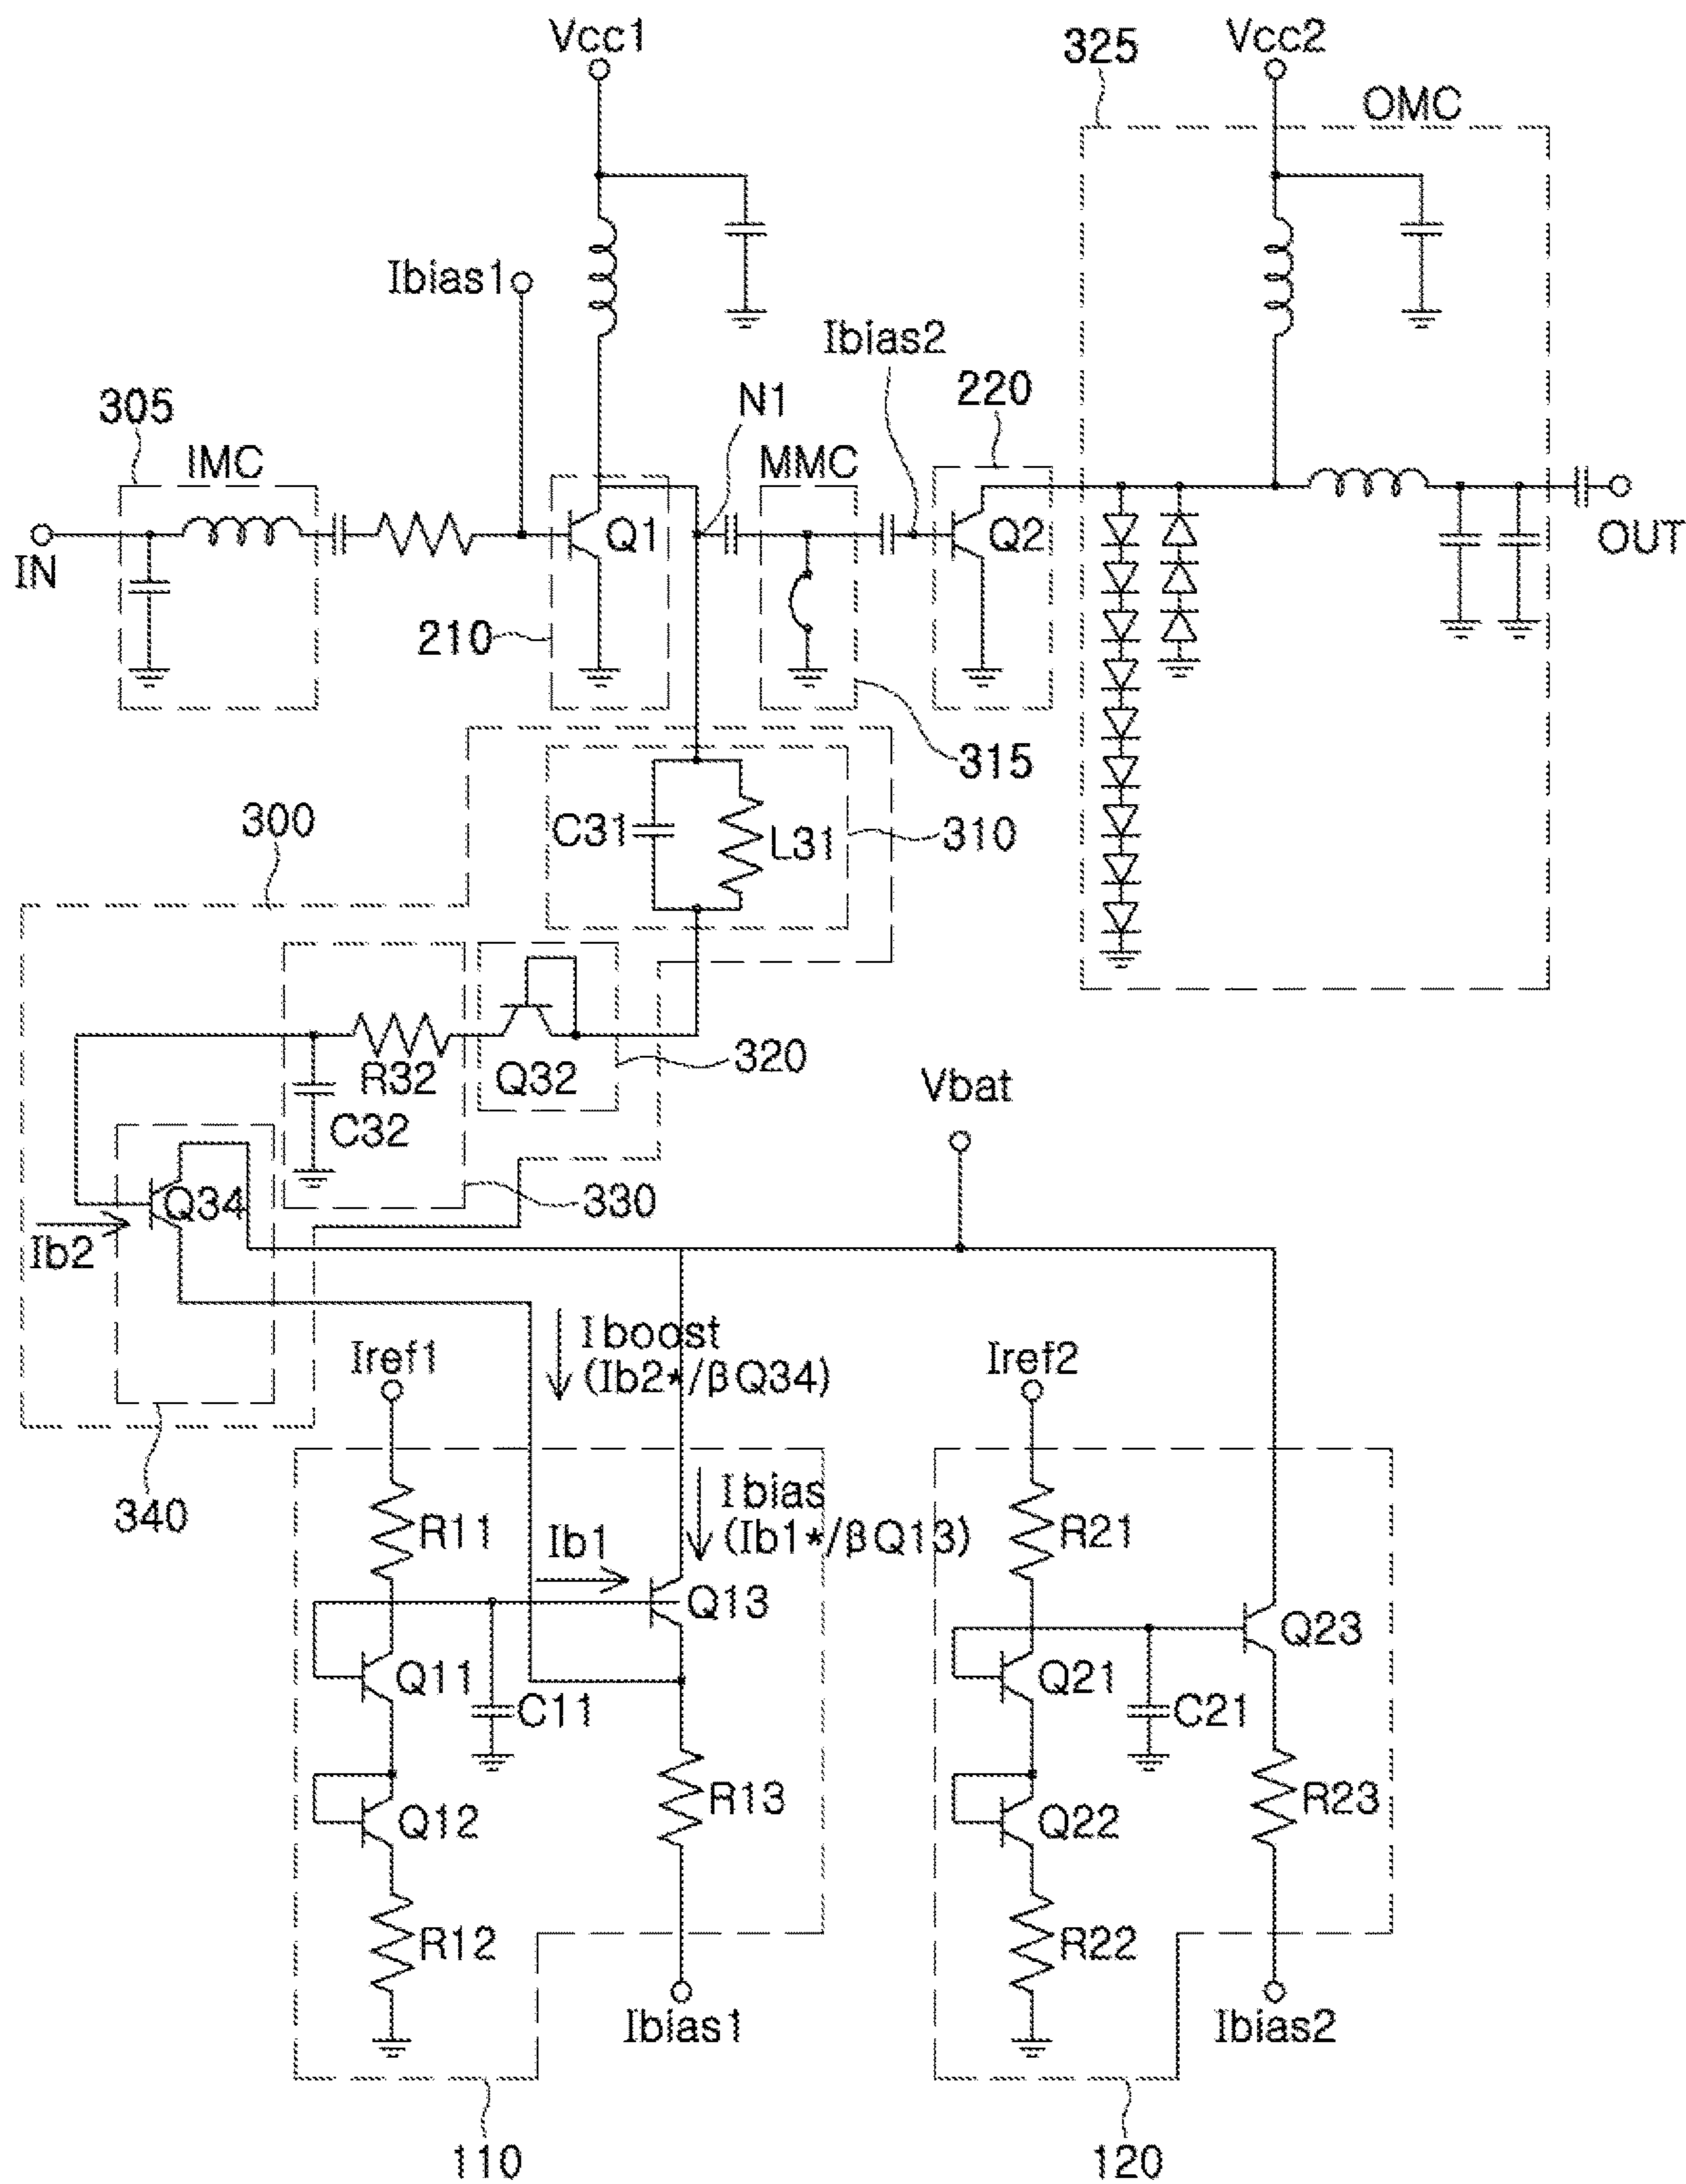 Vcc1
325
Vcc2
OMC
Ibias1
Ibias2
305
N1
220
IMC
MMC
IN
Q1
Q2
OUT
210
315
300
C31
L31
310
R32
Q32
320
C32
Vbat
Q34
330
Ib2
Iboost
(Ib2*/βQ34)
Iref1
Iref2
340
R11
Ib1
Ibias
(Ib1*/βQ13)
R21
Q13
Q23
Q11
C11
Q21
C21
Q12
R13
Q22
R23
R12
R22
Ibias1
Ibias2
110
120